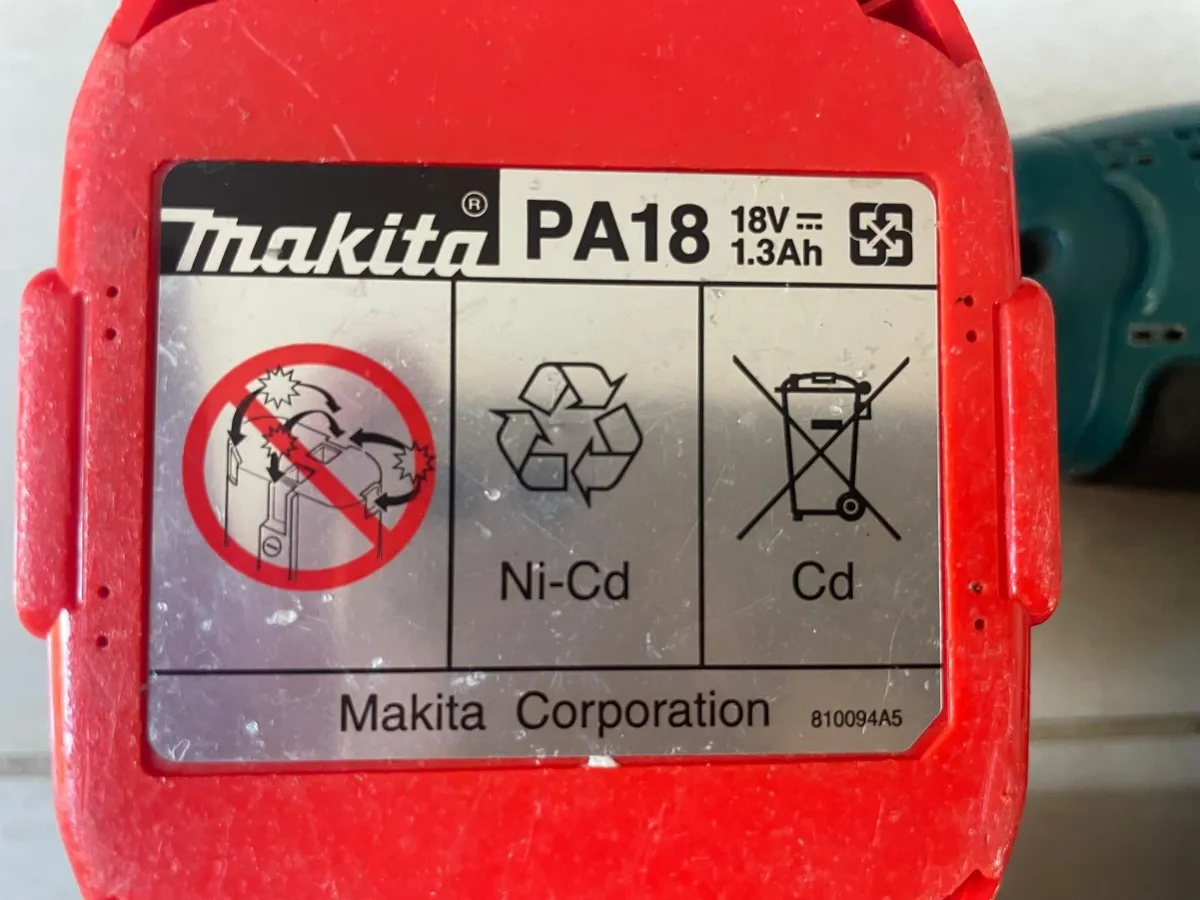 makita® PA18 18V⎓ 1.3Ah
Ni-Cd
Cd
Makita Corporation 810094A5